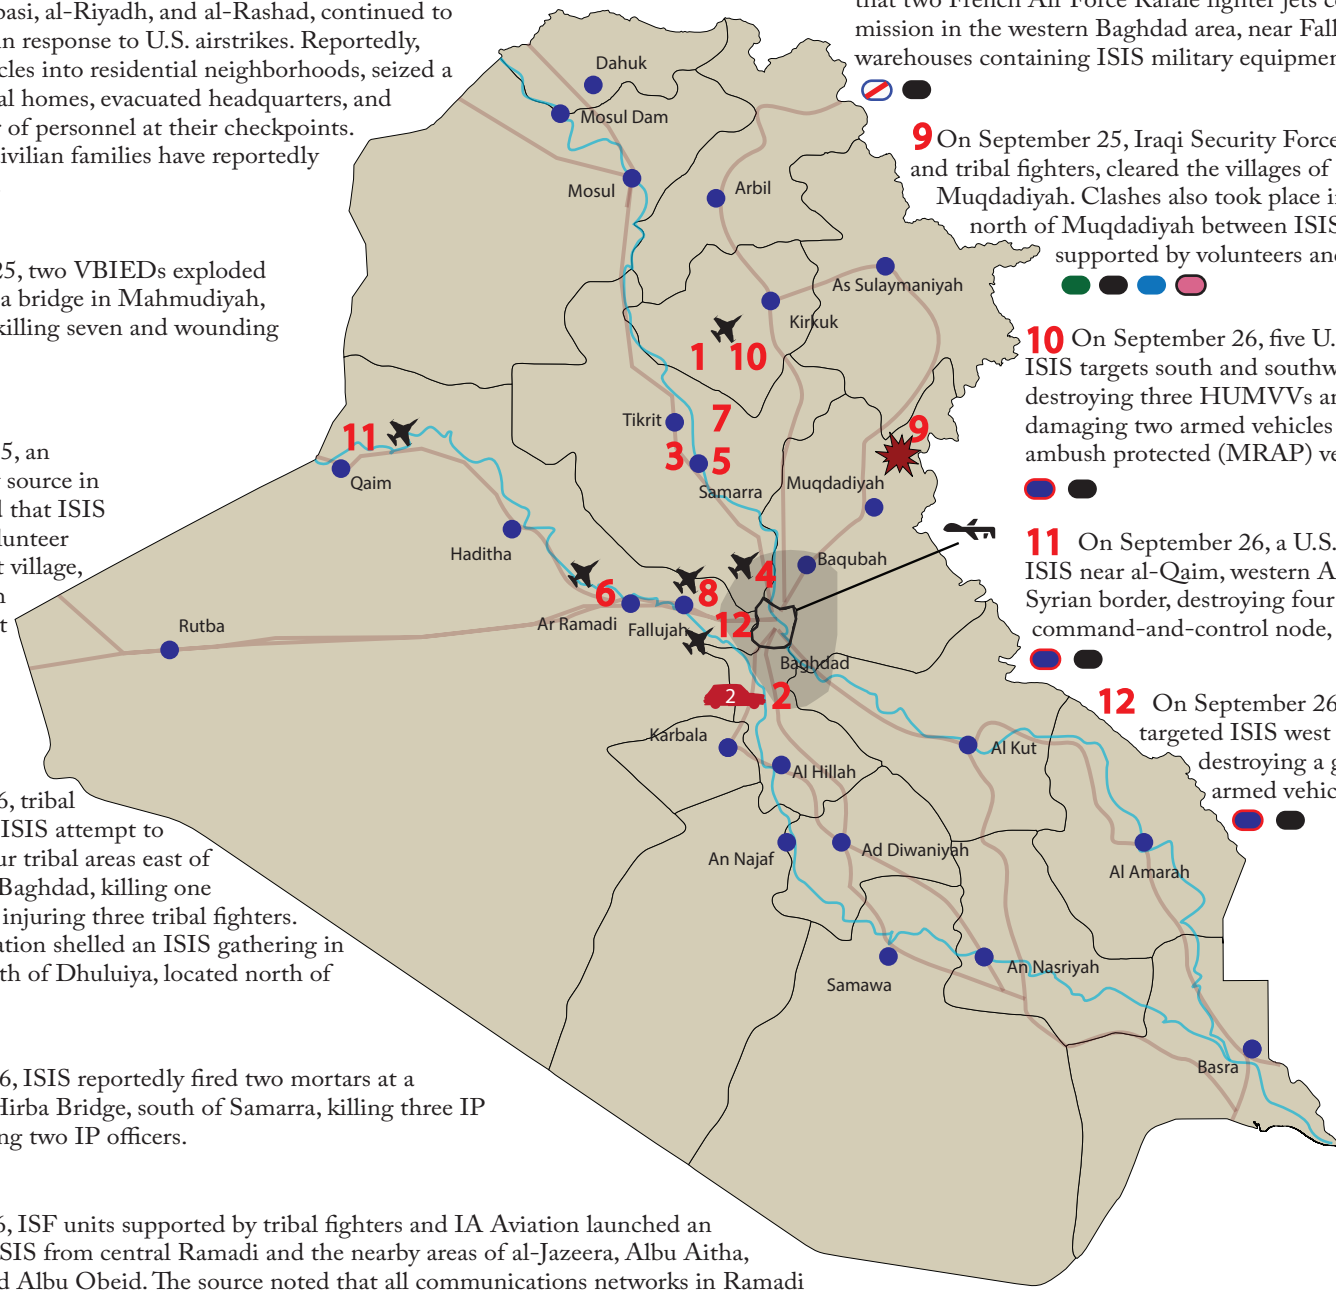 basi, al-Riyadh, and al-Rashad, continued to
in response to U.S. airstrikes. Reportedly,
cles into residential neighborhoods, seized a
al homes, evacuated headquarters, and
of personnel at their checkpoints.
ivilian families have reportedly
25, two VBIEDs exploded
a bridge in Mahmudiyah,
killing seven and wounding
5, an
source in
d that ISIS
lunteer
t village,
n
t
6, tribal
ISIS attempt to
ur tribal areas east of
Baghdad, killing one
injuring three tribal fighters.
ation shelled an ISIS gathering in
th of Dhuluiya, located north of
6, ISIS reportedly fired two mortars at a
Hirba Bridge, south of Samarra, killing three IP
ng two IP officers.
6, ISF units supported by tribal fighters and IA Aviation launched an
ISIS from central Ramadi and the nearby areas of al-Jazeera, Albu Aitha,
d Albu Obeid. The source noted that all communications networks in Ramadi
Dahuk
Mosul Dam
Mosul
Arbil
As Sulaymaniyah
Kirkuk
1 10
Tikrit
7
3 5
Samarra
9
Muqdadiyah
11
Qaim
Haditha
Baqubah
4
6
8
Ar Ramadi
Fallujah
12
Rutba
Baghdad
2
2
Karbala
Al Hillah
Al Kut
An Najaf
Ad Diwaniyah
Al Amarah
Samawa
An Nasriyah
Basra
that two French Air Force Rafale fighter jets c
mission in the western Baghdad area, near Fall
warehouses containing ISIS military equipmen
9 On September 25, Iraqi Security Force
and tribal fighters, cleared the villages of
Muqdadiyah. Clashes also took place i
north of Muqdadiyah between ISIS
supported by volunteers and
10 On September 26, five U.
ISIS targets south and southw
destroying three HUMVVs an
damaging two armed vehicles
ambush protected (MRAP) ve
11 On September 26, a U.S.
ISIS near al-Qaim, western A
Syrian border, destroying four
command-and-control node,
12 On September 26
targeted ISIS west
destroying a g
armed vehic